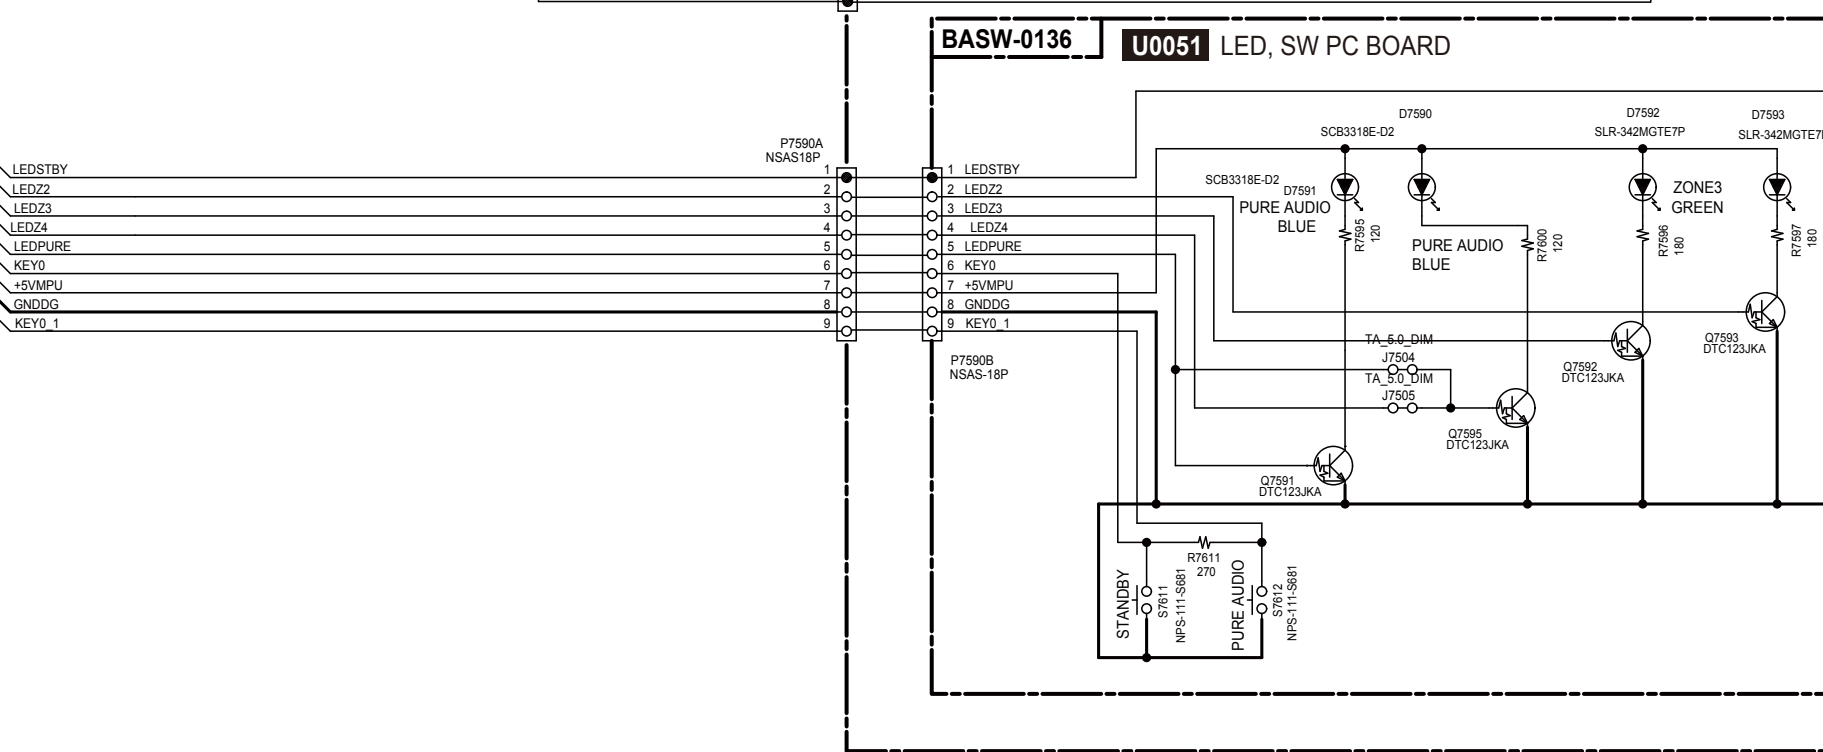 BASW-0136
U0051 LED, SW PC BOARD
P7590A
NSAS18P
LEDSTBY 1
LEDZ2 2
LEDZ3 3
LEDZ4 4
LEDPURE 5
KEY0 6
+5VMPU 7
GNDDG 8
KEY0_1 9
1 LEDSTBY
2 LEDZ2
3 LEDZ3
4 LEDZ4
5 LEDPURE
6 KEY0
7 +5VMPU
8 GNDDG
9 KEY0_1
P7590B
NSAS-18P
D7590
SCB3318E-D2
D7592
SLR-342MGTE7P
D7593
SLR-342MGTE7
SCB3318E-D2
D7591
PURE AUDIO
BLUE
R7595
120
PURE AUDIO
BLUE
R7600
120
ZONE3
GREEN
R7596
180
R7597
180
TA_5.0_DIM
J7504
TA_5.0_DIM
J7505
Q7593
DTC123JKA
Q7592
DTC123JKA
Q7595
DTC123JKA
Q7591
DTC123JKA
R7611
270
STANDBY
S7611
NPS-111-S681
PURE AUDIO
S7612
NPS-111-S681